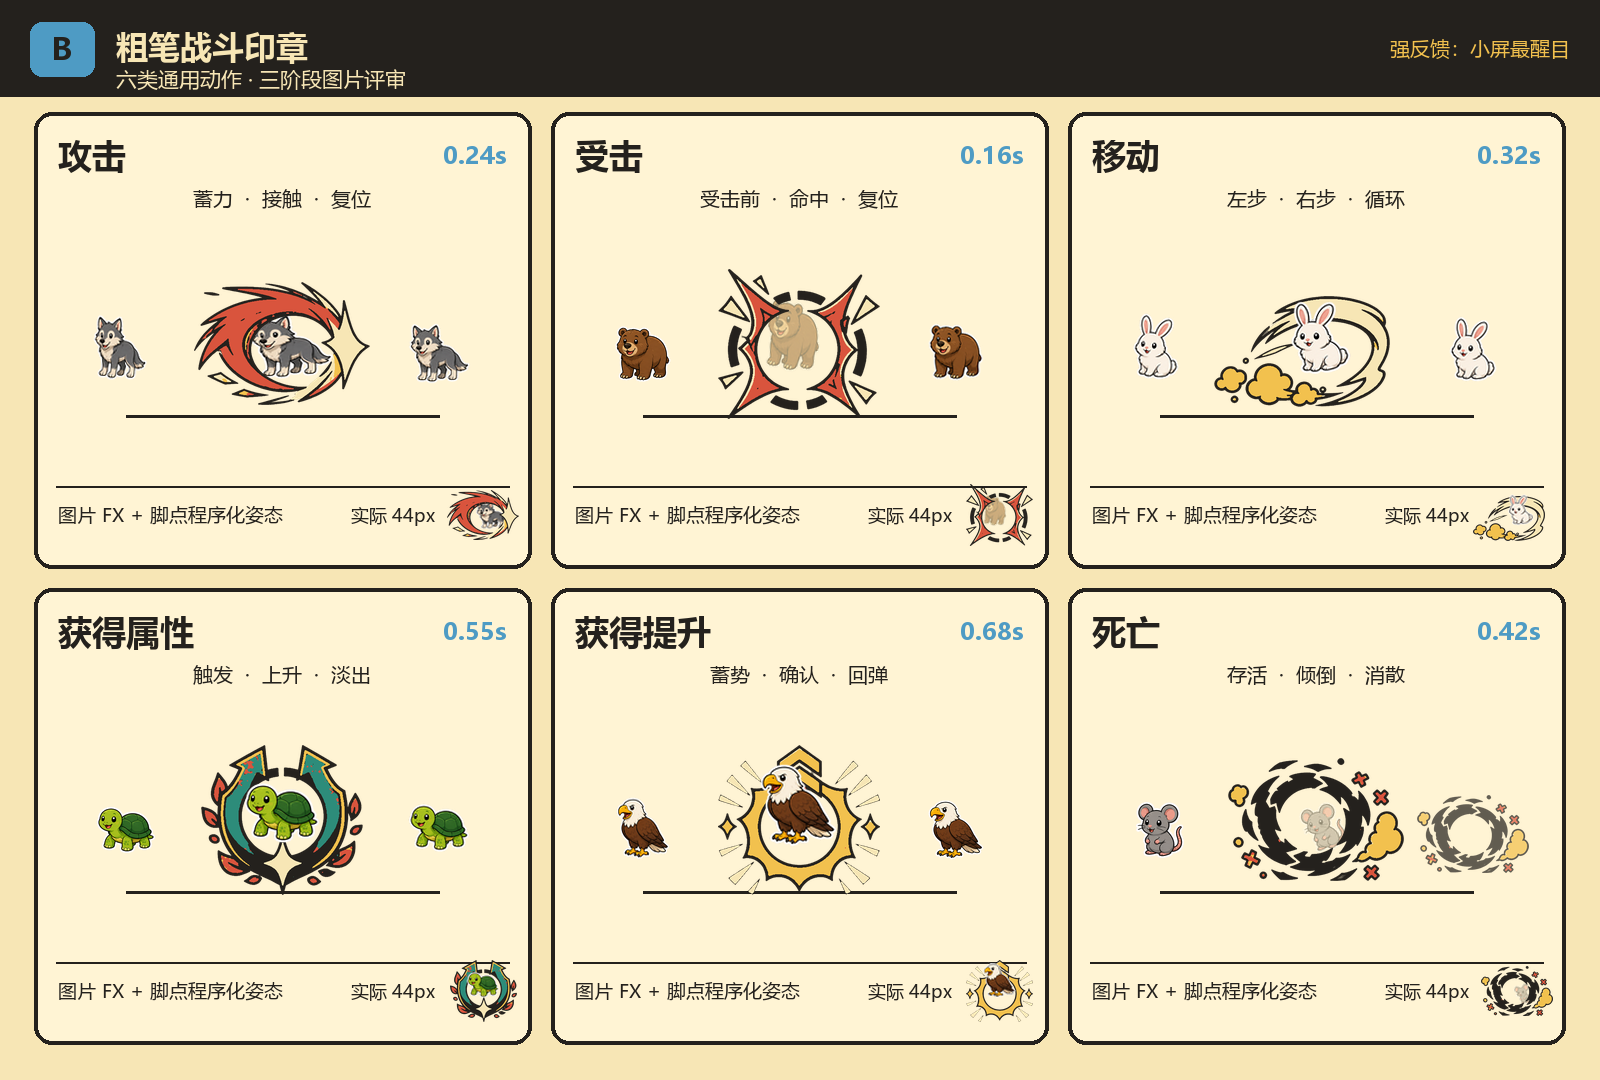 B
粗笔战斗印章
六类通用动作 · 三阶段图片评审
强反馈：小屏最醒目
攻击
0.24s
蓄力 · 接触 · 复位
图片 FX + 脚点程序化姿态
实际 44px
受击
0.16s
受击前 · 命中 · 复位
图片 FX + 脚点程序化姿态
实际 44px
移动
0.32s
左步 · 右步 · 循环
图片 FX + 脚点程序化姿态
实际 44px
获得属性
0.55s
触发 · 上升 · 淡出
图片 FX + 脚点程序化姿态
实际 44px
获得提升
0.68s
蓄势 · 确认 · 回弹
图片 FX + 脚点程序化姿态
实际 44px
死亡
0.42s
存活 · 倾倒 · 消散
图片 FX + 脚点程序化姿态
实际 44px